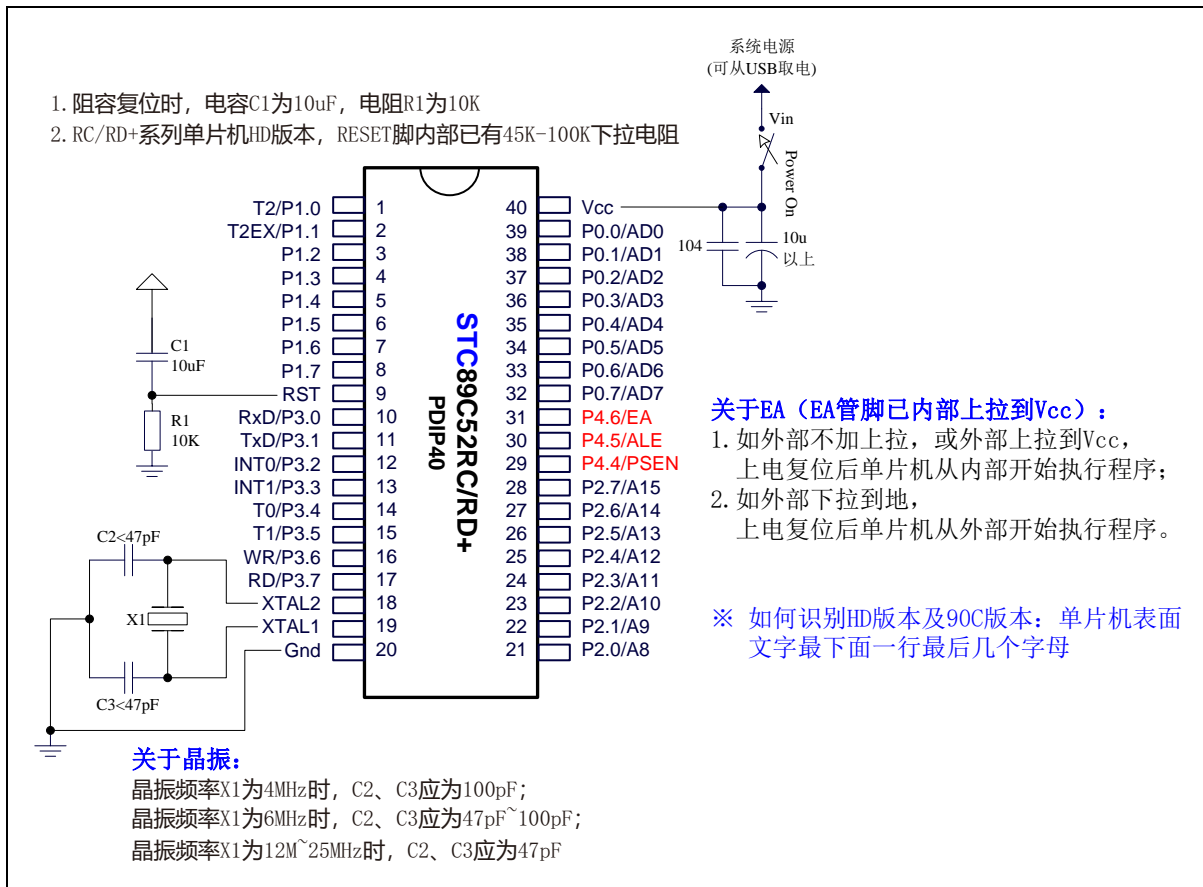 系统电源
(可从USB取电)
Vin
Power On
1.阻容复位时，电容C1为10uF，电阻R1为10K
2.RC/RD+系列单片机HD版本，RESET脚内部已有45K-100K下拉电阻
104
10u
以上
T2/P1.0 1
T2EX/P1.1 2
P1.2 3
P1.3 4
P1.4 5
P1.5 6
P1.6 7
P1.7 8
RST 9
RxD/P3.0 10
TxD/P3.1 11
INT0/P3.2 12
INT1/P3.3 13
T0/P3.4 14
T1/P3.5 15
WR/P3.6 16
RD/P3.7 17
XTAL2 18
XTAL1 19
Gnd 20
STC89C52RC/RD+
PDIP40
40 Vcc
39 P0.0/AD0
38 P0.1/AD1
37 P0.2/AD2
36 P0.3/AD3
35 P0.4/AD4
34 P0.5/AD5
33 P0.6/AD6
32 P0.7/AD7
31 P4.6/EA
30 P4.5/ALE
29 P4.4/PSEN
28 P2.7/A15
27 P2.6/A14
26 P2.5/A13
25 P2.4/A12
24 P2.3/A11
23 P2.2/A10
22 P2.1/A9
21 P2.0/A8
C1
10uF
R1
10K
C2<47pF
X1
C3<47pF
关于EA（EA管脚已内部上拉到Vcc）：
1.如外部不加上拉，或外部上拉到Vcc，
上电复位后单片机从内部开始执行程序；
2.如外部下拉到地，
上电复位后单片机从外部开始执行程序。
※ 如何识别HD版本及90C版本：单片机表面
文字最下面一行最后几个字母
关于晶振：
晶振频率X1为4MHz时，C2、C3应为100pF；
晶振频率X1为6MHz时，C2、C3应为47pF~100pF；
晶振频率X1为12M~25MHz时，C2、C3应为47pF